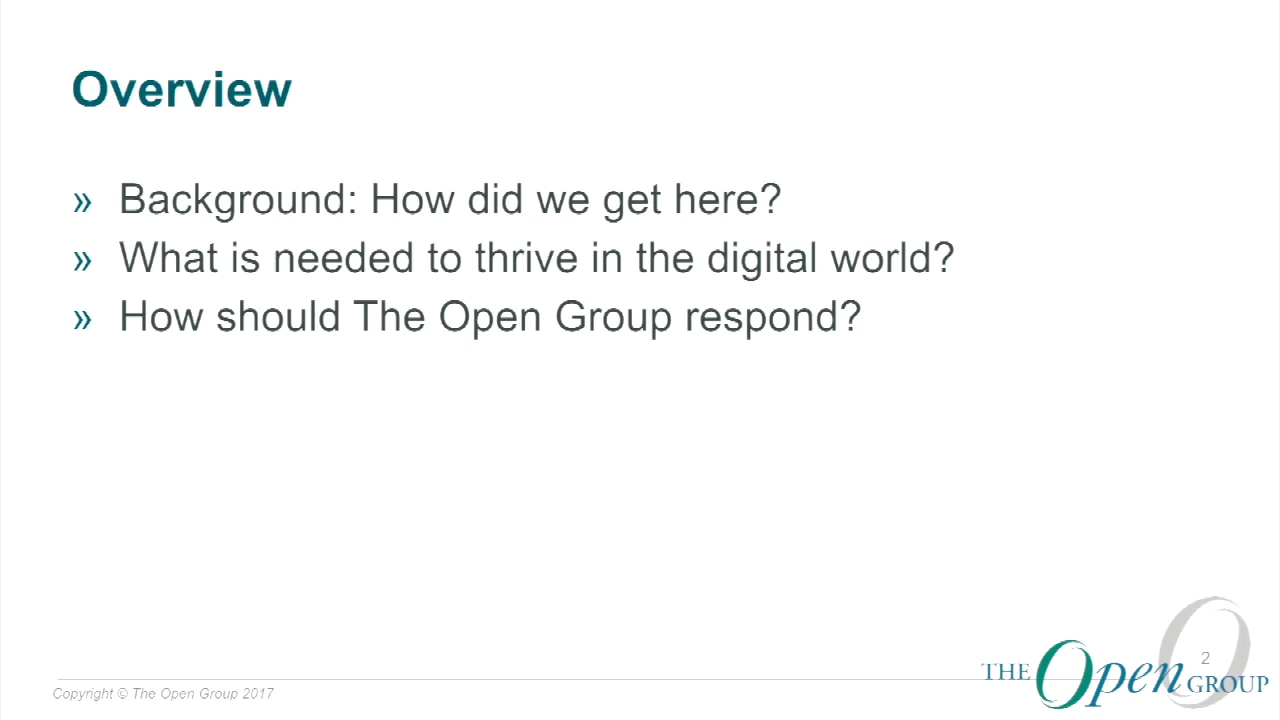 Overview
» Background: How did we get here?
» What is needed to thrive in the digital world?
» How should The Open Group respond?
2
THE Open GROUP
Copyright © The Open Group 2017